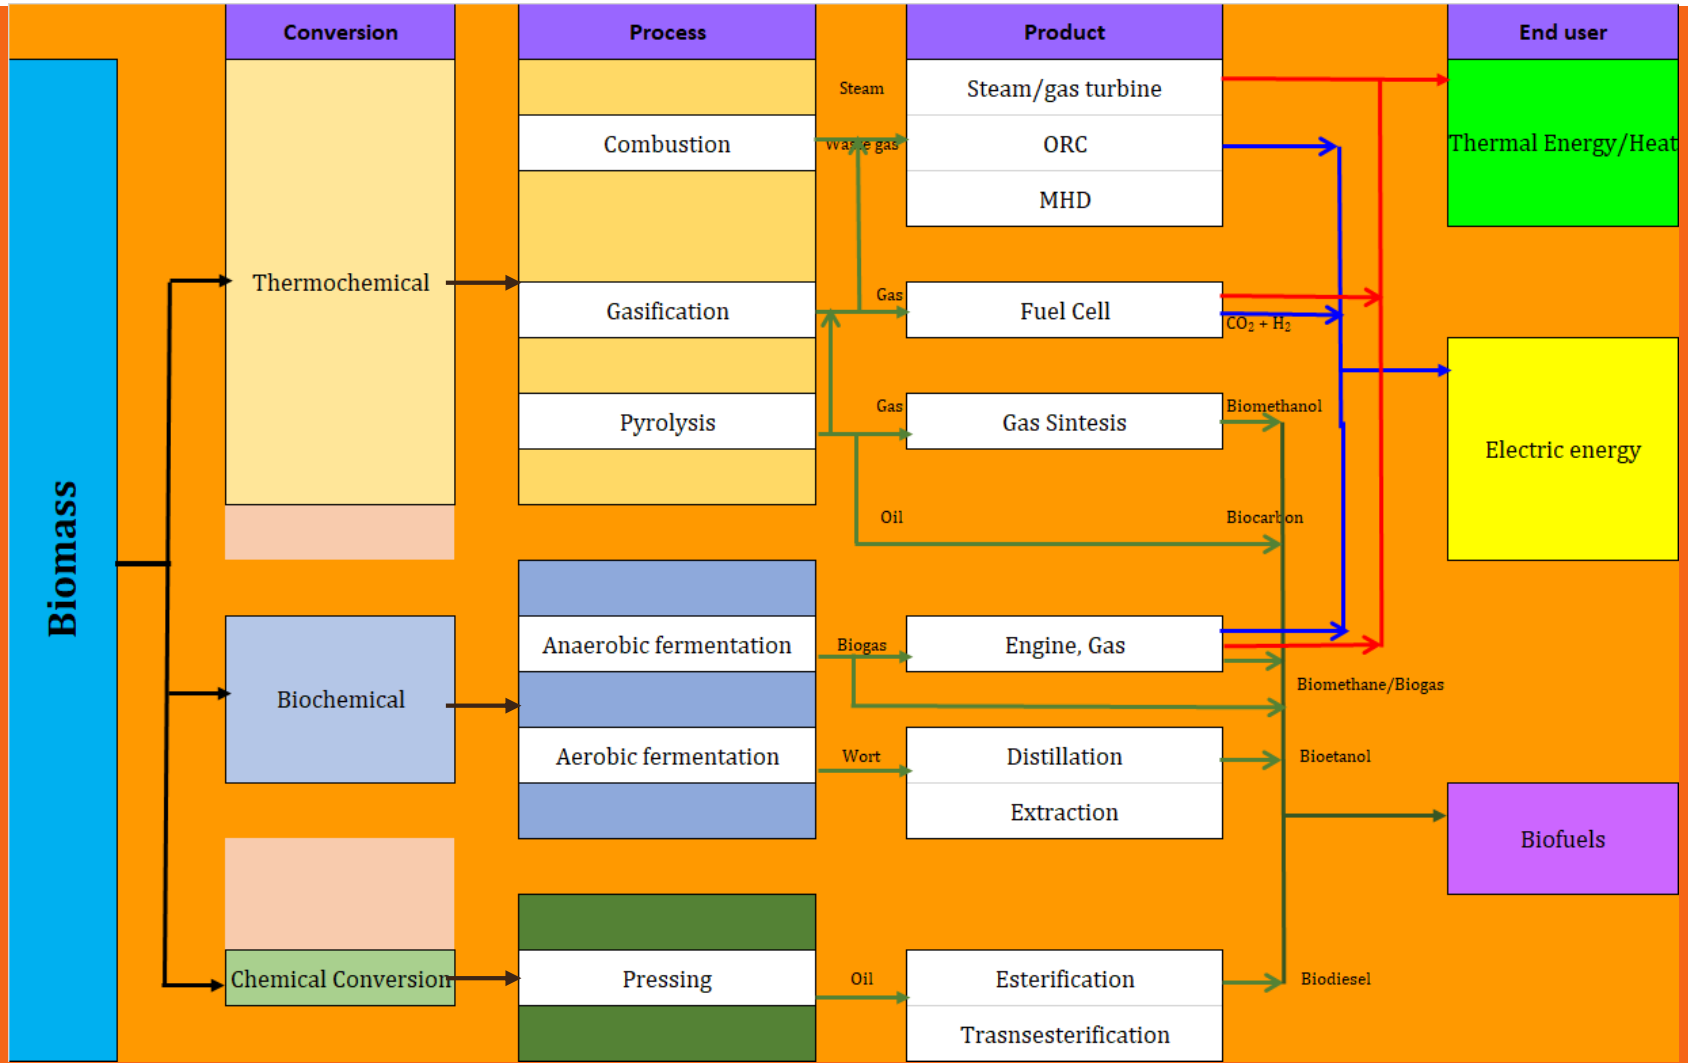 Conversion
Process
Product
End user
Steam
Steam/gas turbine
Combustion
Waste gas
ORC
Thermal Energy/Heat
MHD
Thermochemical
Gas
Gasification
Fuel Cell
CO₂ + H₂
Gas
Biomethanol
Pyrolysis
Gas Sintesis
Electric energy
Oil
Biocarbon
Biomass
Anaerobic fermentation
Biogas
Engine, Gas
Biomethane/Biogas
Biochemical
Aerobic fermentation
Wort
Distillation
Bioetanol
Extraction
Biofuels
Chemical Conversion
Pressing
Oil
Esterification
Biodiesel
Trasnsesterification